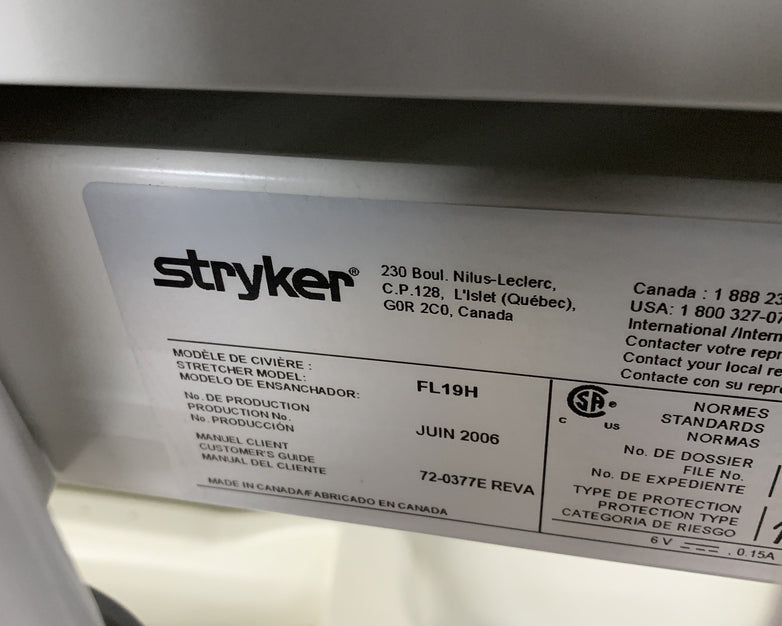 stryker®
230 Boul. Nilus-Leclerc,
C.P.128, L'Islet (Québec),
G0R 2C0, Canada
Canada : 1 888 23
USA: 1 800 327-07
International /Intern
Contacter votre repr
Contact your local re
Contacte con su repr
MODÈLE DE CIVIÈRE :
STRETCHER MODEL:
MODELO DE ENSANCHADOR:
FL19H
No. DE PRODUCTION
PRODUCTION No.
No. PRODUCCIÓN
JUIN 2006
MANUEL CLIENT
CUSTOMER'S GUIDE
MANUAL DEL CLIENTE
72-0377E REVA
MADE IN CANADA/FABRICADO EN CANADA
SA®
C US
NORMES
STANDARDS
NORMAS
No. DE DOSSIER
FILE No.
No. DE EXPEDIENTE
TYPE DE PROTECTION
PROTECTION TYPE
CATEGORIA DE RIESGO
6 V 0.15A